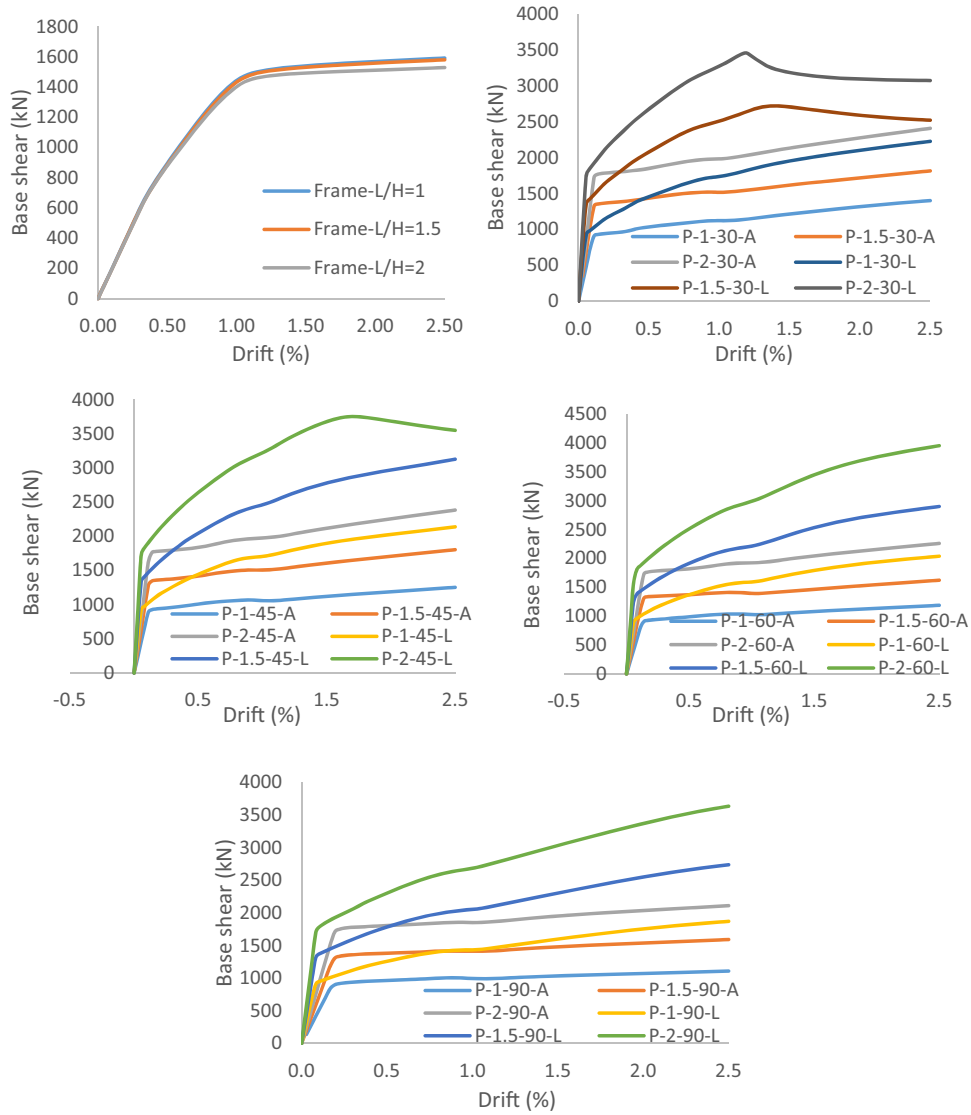 1800
1600
1400
1200
1000
800
600
400
200
0
Base shear (kN)
Frame-L/H=1
Frame-L/H=1.5
Frame-L/H=2
0.00 0.50 1.00 1.50 2.00 2.50
Drift (%)
4000
3500
3000
2500
2000
1500
1000
500
0
Base shear (kN)
P-1-30-A P-1.5-30-A
P-2-30-A P-1-30-L
P-1.5-30-L P-2-30-L
0.0 0.5 1.0 1.5 2.0 2.5
Drift (%)
4000
3500
3000
2500
2000
1500
1000
500
0
Base shear (kN)
P-1-45-A P-1.5-45-A
P-2-45-A P-1-45-L
P-1.5-45-L P-2-45-L
-0.5 0.5 1.5 2.5
Drift (%)
4500
4000
3500
3000
2500
2000
1500
1000
500
0
Base shear (kN)
P-1-60-A P-1.5-60-A
P-2-60-A P-1-60-L
P-1.5-60-L P-2-60-L
-0.5 0.5 1.5 2.5
Drift (%)
4000
3500
3000
2500
2000
1500
1000
500
0
Base shear (kN)
P-1-90-A P-1.5-90-A
P-2-90-A P-1-90-L
P-1.5-90-L P-2-90-L
0.0 0.5 1.0 1.5 2.0 2.5
Drift (%)